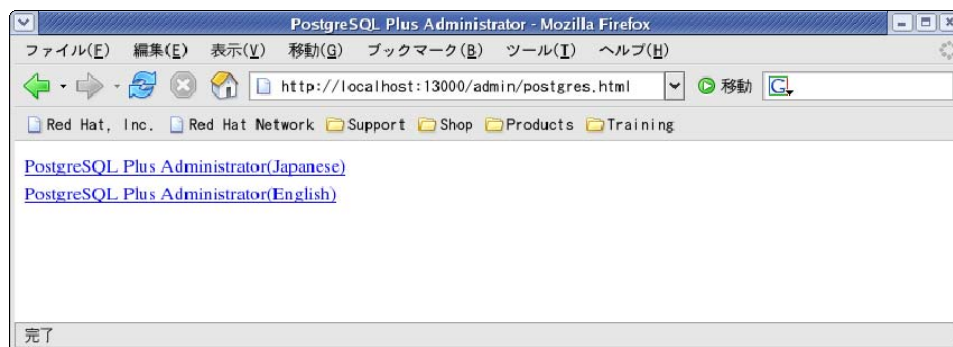 PostgreSQL Plus Administrator - Mozilla Firefox
ファイル(F) 編集(E) 表示(V) 移動(G) ブックマーク(B) ツール(T) ヘルプ(H)
http://localhost:13000/admin/postgres.html 移動 G
Red Hat, Inc. Red Hat Network Support Shop Products Training
PostgreSQL Plus Administrator(Japanese)
PostgreSQL Plus Administrator(English)
完了